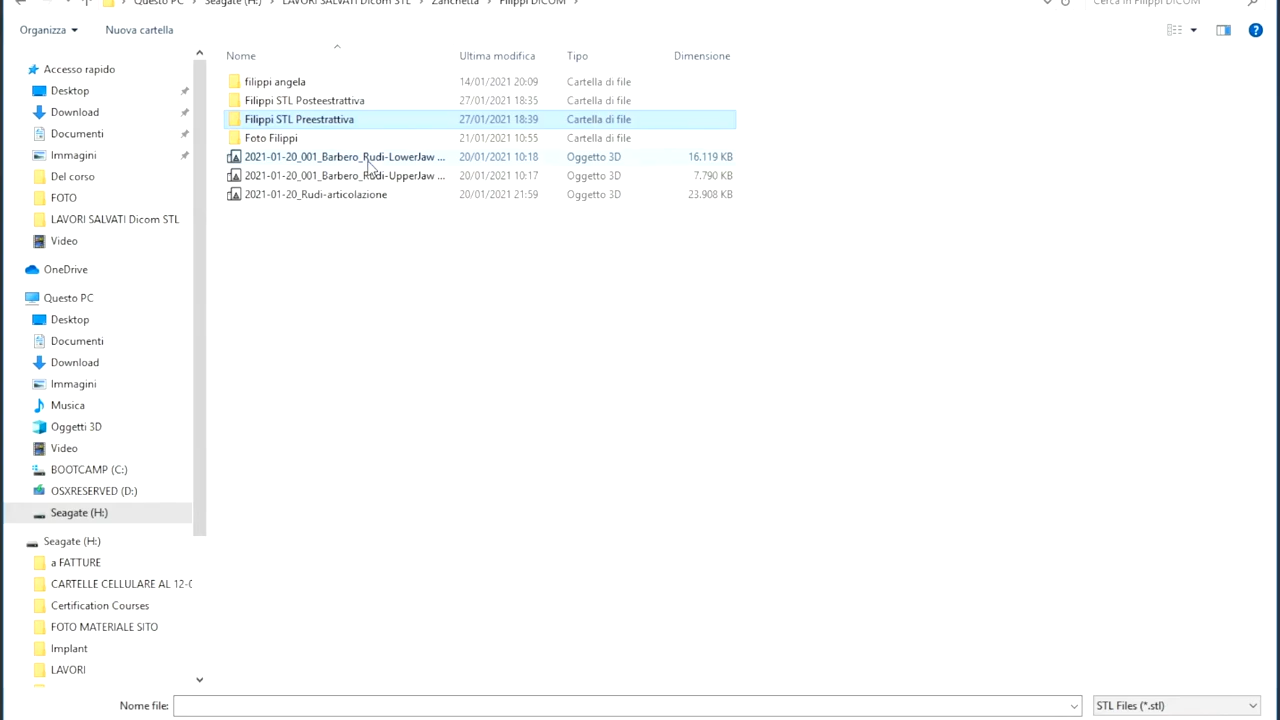 Questo PC › Seagate (H:) › LAVORI SALVATI Dicom STL › Zanchetta › Filippi DICOM ›
Cerca in Filippi DICOM
Organizza Nuova cartella
Nome Ultima modifica Tipo Dimensione
filippi angela 14/01/2021 20:09 Cartella di file
Filippi STL Posteestrattiva 27/01/2021 18:35 Cartella di file
Filippi STL Preestrattiva 27/01/2021 18:39 Cartella di file
Foto Filippi 21/01/2021 10:55 Cartella di file
2021-01-20_001_Barbero_Rudi-LowerJaw ... 20/01/2021 10:18 Oggetto 3D 16.119 KB
2021-01-20_001_Barbero_Rudi-UpperJaw ... 20/01/2021 10:17 Oggetto 3D 7.790 KB
2021-01-20_Rudi-articolazione 20/01/2021 21:59 Oggetto 3D 23.908 KB
Accesso rapido
Desktop
Download
Documenti
Immagini
Del corso
FOTO
LAVORI SALVATI Dicom STL
Video
OneDrive
Questo PC
Desktop
Documenti
Download
Immagini
Musica
Oggetti 3D
Video
BOOTCAMP (C:)
OSXRESERVED (D:)
Seagate (H:)
Seagate (H:)
a FATTURE
CARTELLE CELLULARE AL 12-0
Certification Courses
FOTO MATERIALE SITO
Implant
LAVORI
Nome file: STL Files (*.stl)